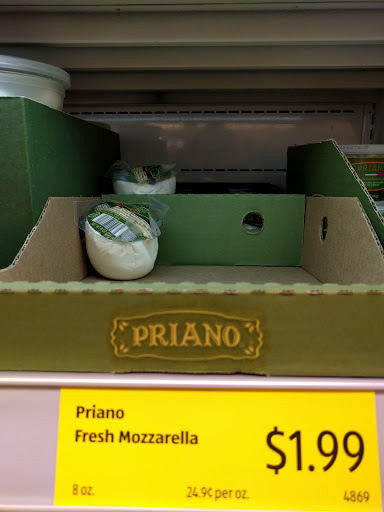 PRIANO
Priano
Fresh Mozzarella
$1.99
8 oz.
24.9¢ per oz.
4869